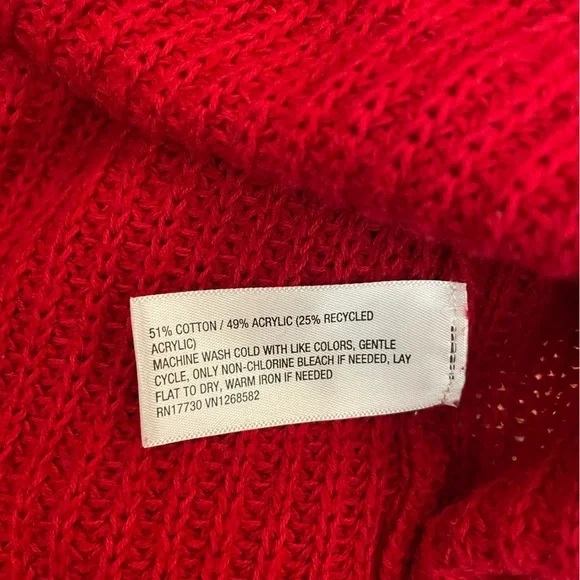 51% COTTON / 49% ACRYLIC (25% RECYCLED
ACRYLIC)
MACHINE WASH COLD WITH LIKE COLORS, GENTLE
CYCLE, ONLY NON-CHLORINE BLEACH IF NEEDED, LAY
FLAT TO DRY, WARM IRON IF NEEDED
RN17730 VN1268582